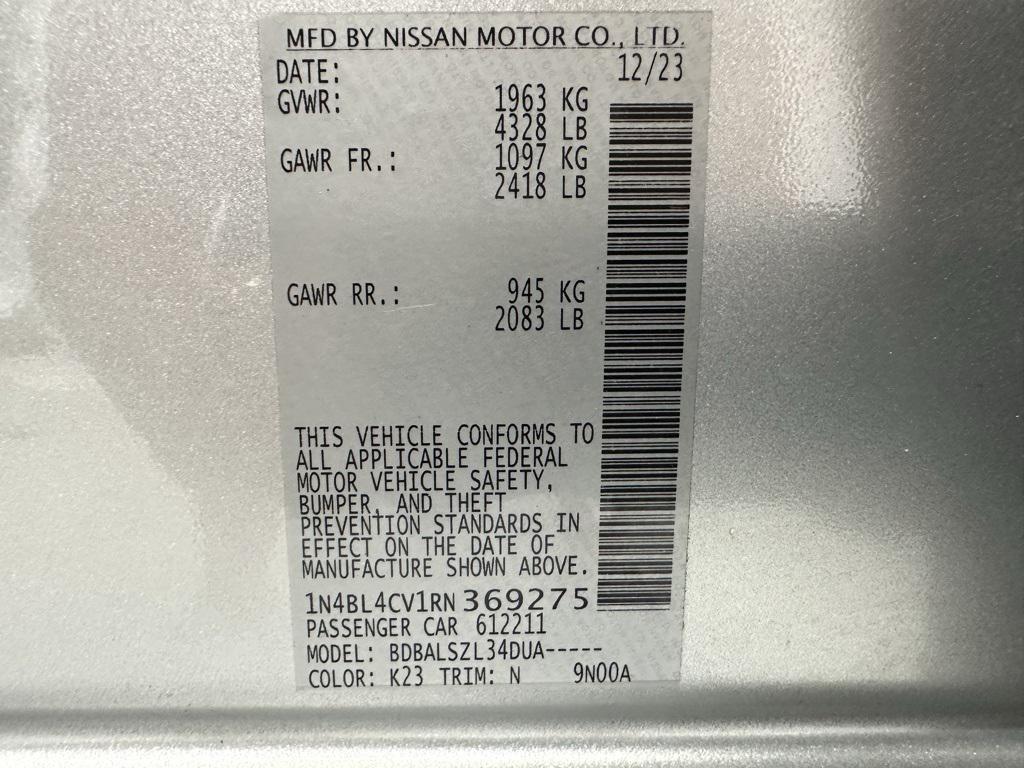 MFD BY NISSAN MOTOR CO., LTD.
DATE: 12/23
GVWR: 1963 KG
4328 LB
GAWR FR.: 1097 KG
2418 LB
GAWR RR.: 945 KG
2083 LB
THIS VEHICLE CONFORMS TO
ALL APPLICABLE FEDERAL
MOTOR VEHICLE SAFETY,
BUMPER, AND THEFT
PREVENTION STANDARDS IN
EFFECT ON THE DATE OF
MANUFACTURE SHOWN ABOVE.
1N4BL4CV1RN369275
PASSENGER CAR 612211
MODEL: BDBALSZL34DUA-----
COLOR: K23 TRIM: N 9N00A